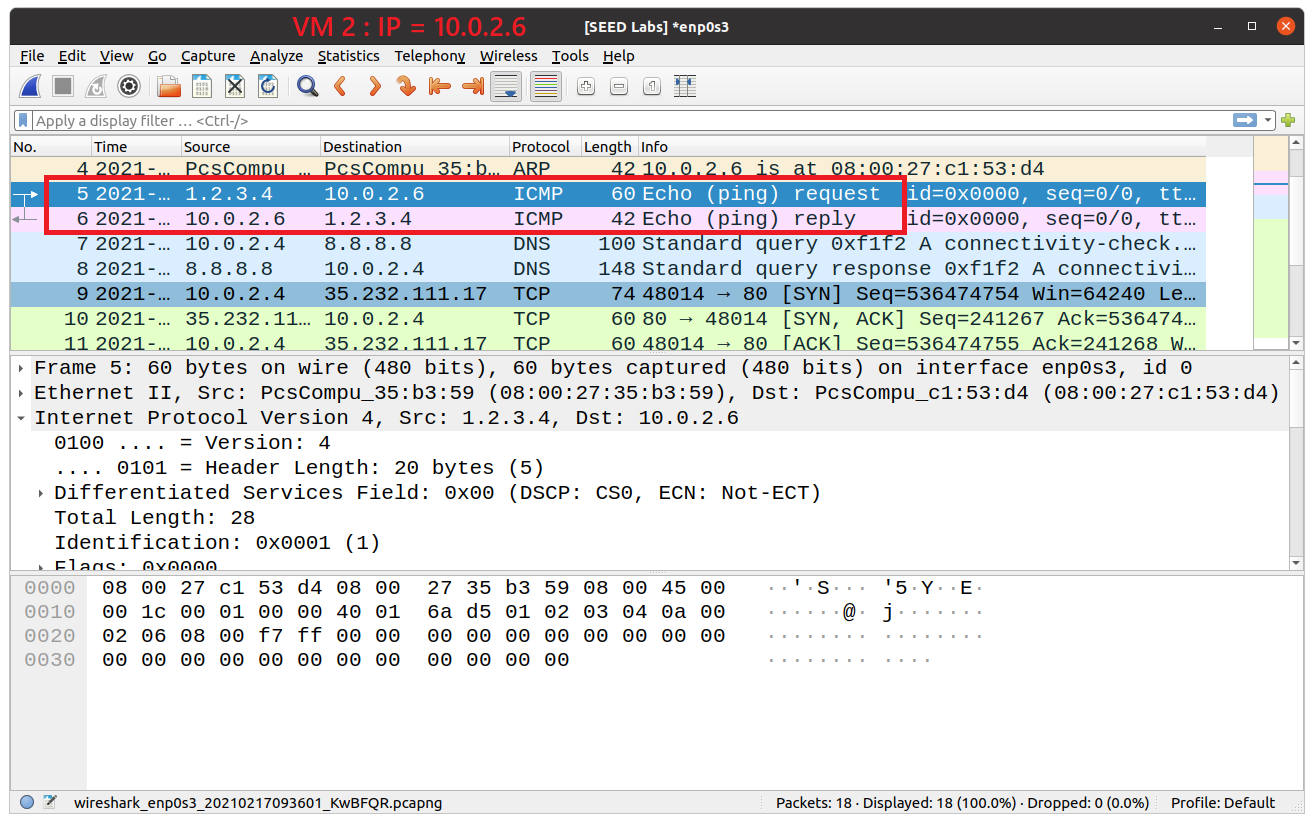 VM 2 : IP = 10.0.2.6
[SEED Labs] *enp0s3
File Edit View Go Capture Analyze Statistics Telephony Wireless Tools Help
Apply a display filter … <Ctrl-/>
No. Time Source Destination Protocol Length Info
4 2021-… PcsCompu_… PcsCompu_35:b… ARP 42 10.0.2.6 is at 08:00:27:c1:53:d4
5 2021-… 1.2.3.4 10.0.2.6 ICMP 60 Echo (ping) request id=0x0000, seq=0/0, tt…
6 2021-… 10.0.2.6 1.2.3.4 ICMP 42 Echo (ping) reply id=0x0000, seq=0/0, tt…
7 2021-… 10.0.2.4 8.8.8.8 DNS 100 Standard query 0xf1f2 A connectivity-check.…
8 2021-… 8.8.8.8 10.0.2.4 DNS 148 Standard query response 0xf1f2 A connectivi…
9 2021-… 10.0.2.4 35.232.111.17 TCP 74 48014 → 80 [SYN] Seq=536474754 Win=64240 Le…
10 2021-… 35.232.11… 10.0.2.4 TCP 60 80 → 48014 [SYN, ACK] Seq=241267 Ack=536474…
11 2021-… 10.0.2.4 35.232.111.17 TCP 60 48014 → 80 [ACK] Seq=536474755 Ack=241268 W…
Frame 5: 60 bytes on wire (480 bits), 60 bytes captured (480 bits) on interface enp0s3, id 0
Ethernet II, Src: PcsCompu_35:b3:59 (08:00:27:35:b3:59), Dst: PcsCompu_c1:53:d4 (08:00:27:c1:53:d4)
Internet Protocol Version 4, Src: 1.2.3.4, Dst: 10.0.2.6
0100 .... = Version: 4
.... 0101 = Header Length: 20 bytes (5)
Differentiated Services Field: 0x00 (DSCP: CS0, ECN: Not-ECT)
Total Length: 28
Identification: 0x0001 (1)
Flags: 0x0000
0000 08 00 27 c1 53 d4 08 00 27 35 b3 59 08 00 45 00 ··'·S··· '5·Y··E·
0010 00 1c 00 01 00 00 40 01 6a d5 01 02 03 04 0a 00 ······@· j·······
0020 02 06 08 00 f7 ff 00 00 00 00 00 00 00 00 00 00 ········ ········
0030 00 00 00 00 00 00 00 00 00 00 00 00 ········ ····
wireshark_enp0s3_20210217093601_KwBFQR.pcapng
Packets: 18 · Displayed: 18 (100.0%) · Dropped: 0 (0.0%)
Profile: Default